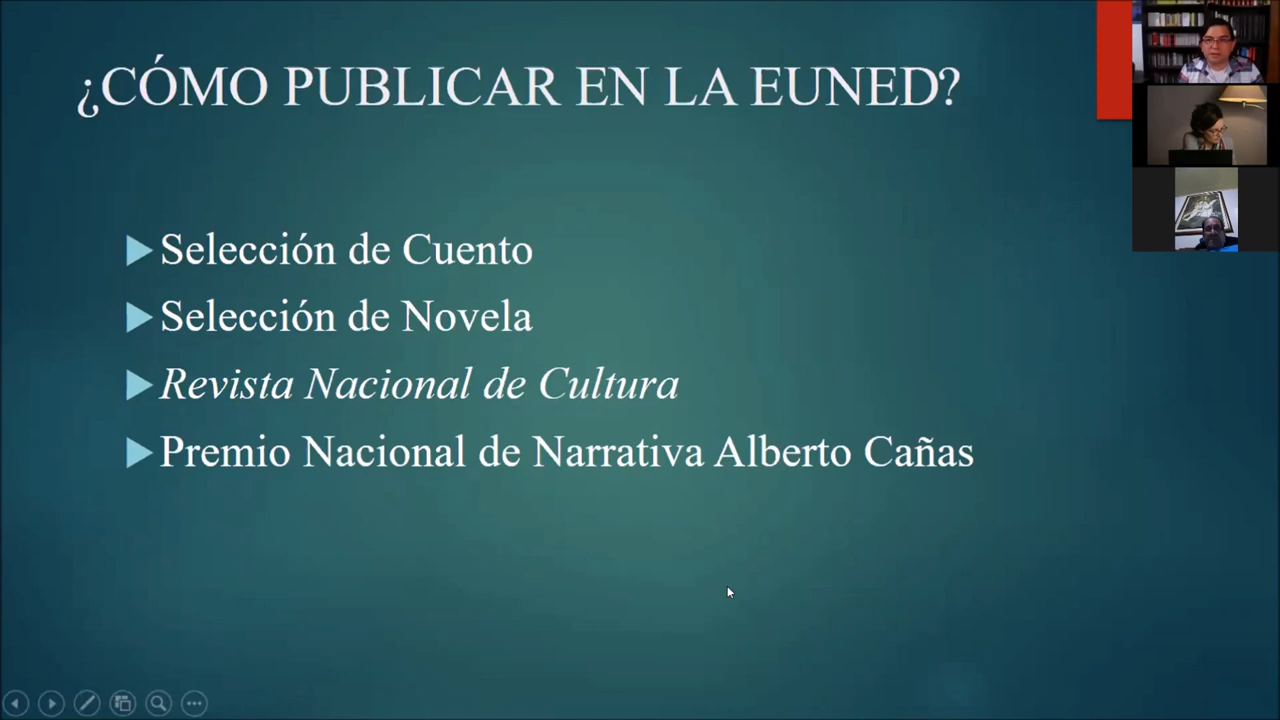 ¿CÓMO PUBLICAR EN LA EUNED?
Selección de Cuento
Selección de Novela
Revista Nacional de Cultura
Premio Nacional de Narrativa Alberto Cañas